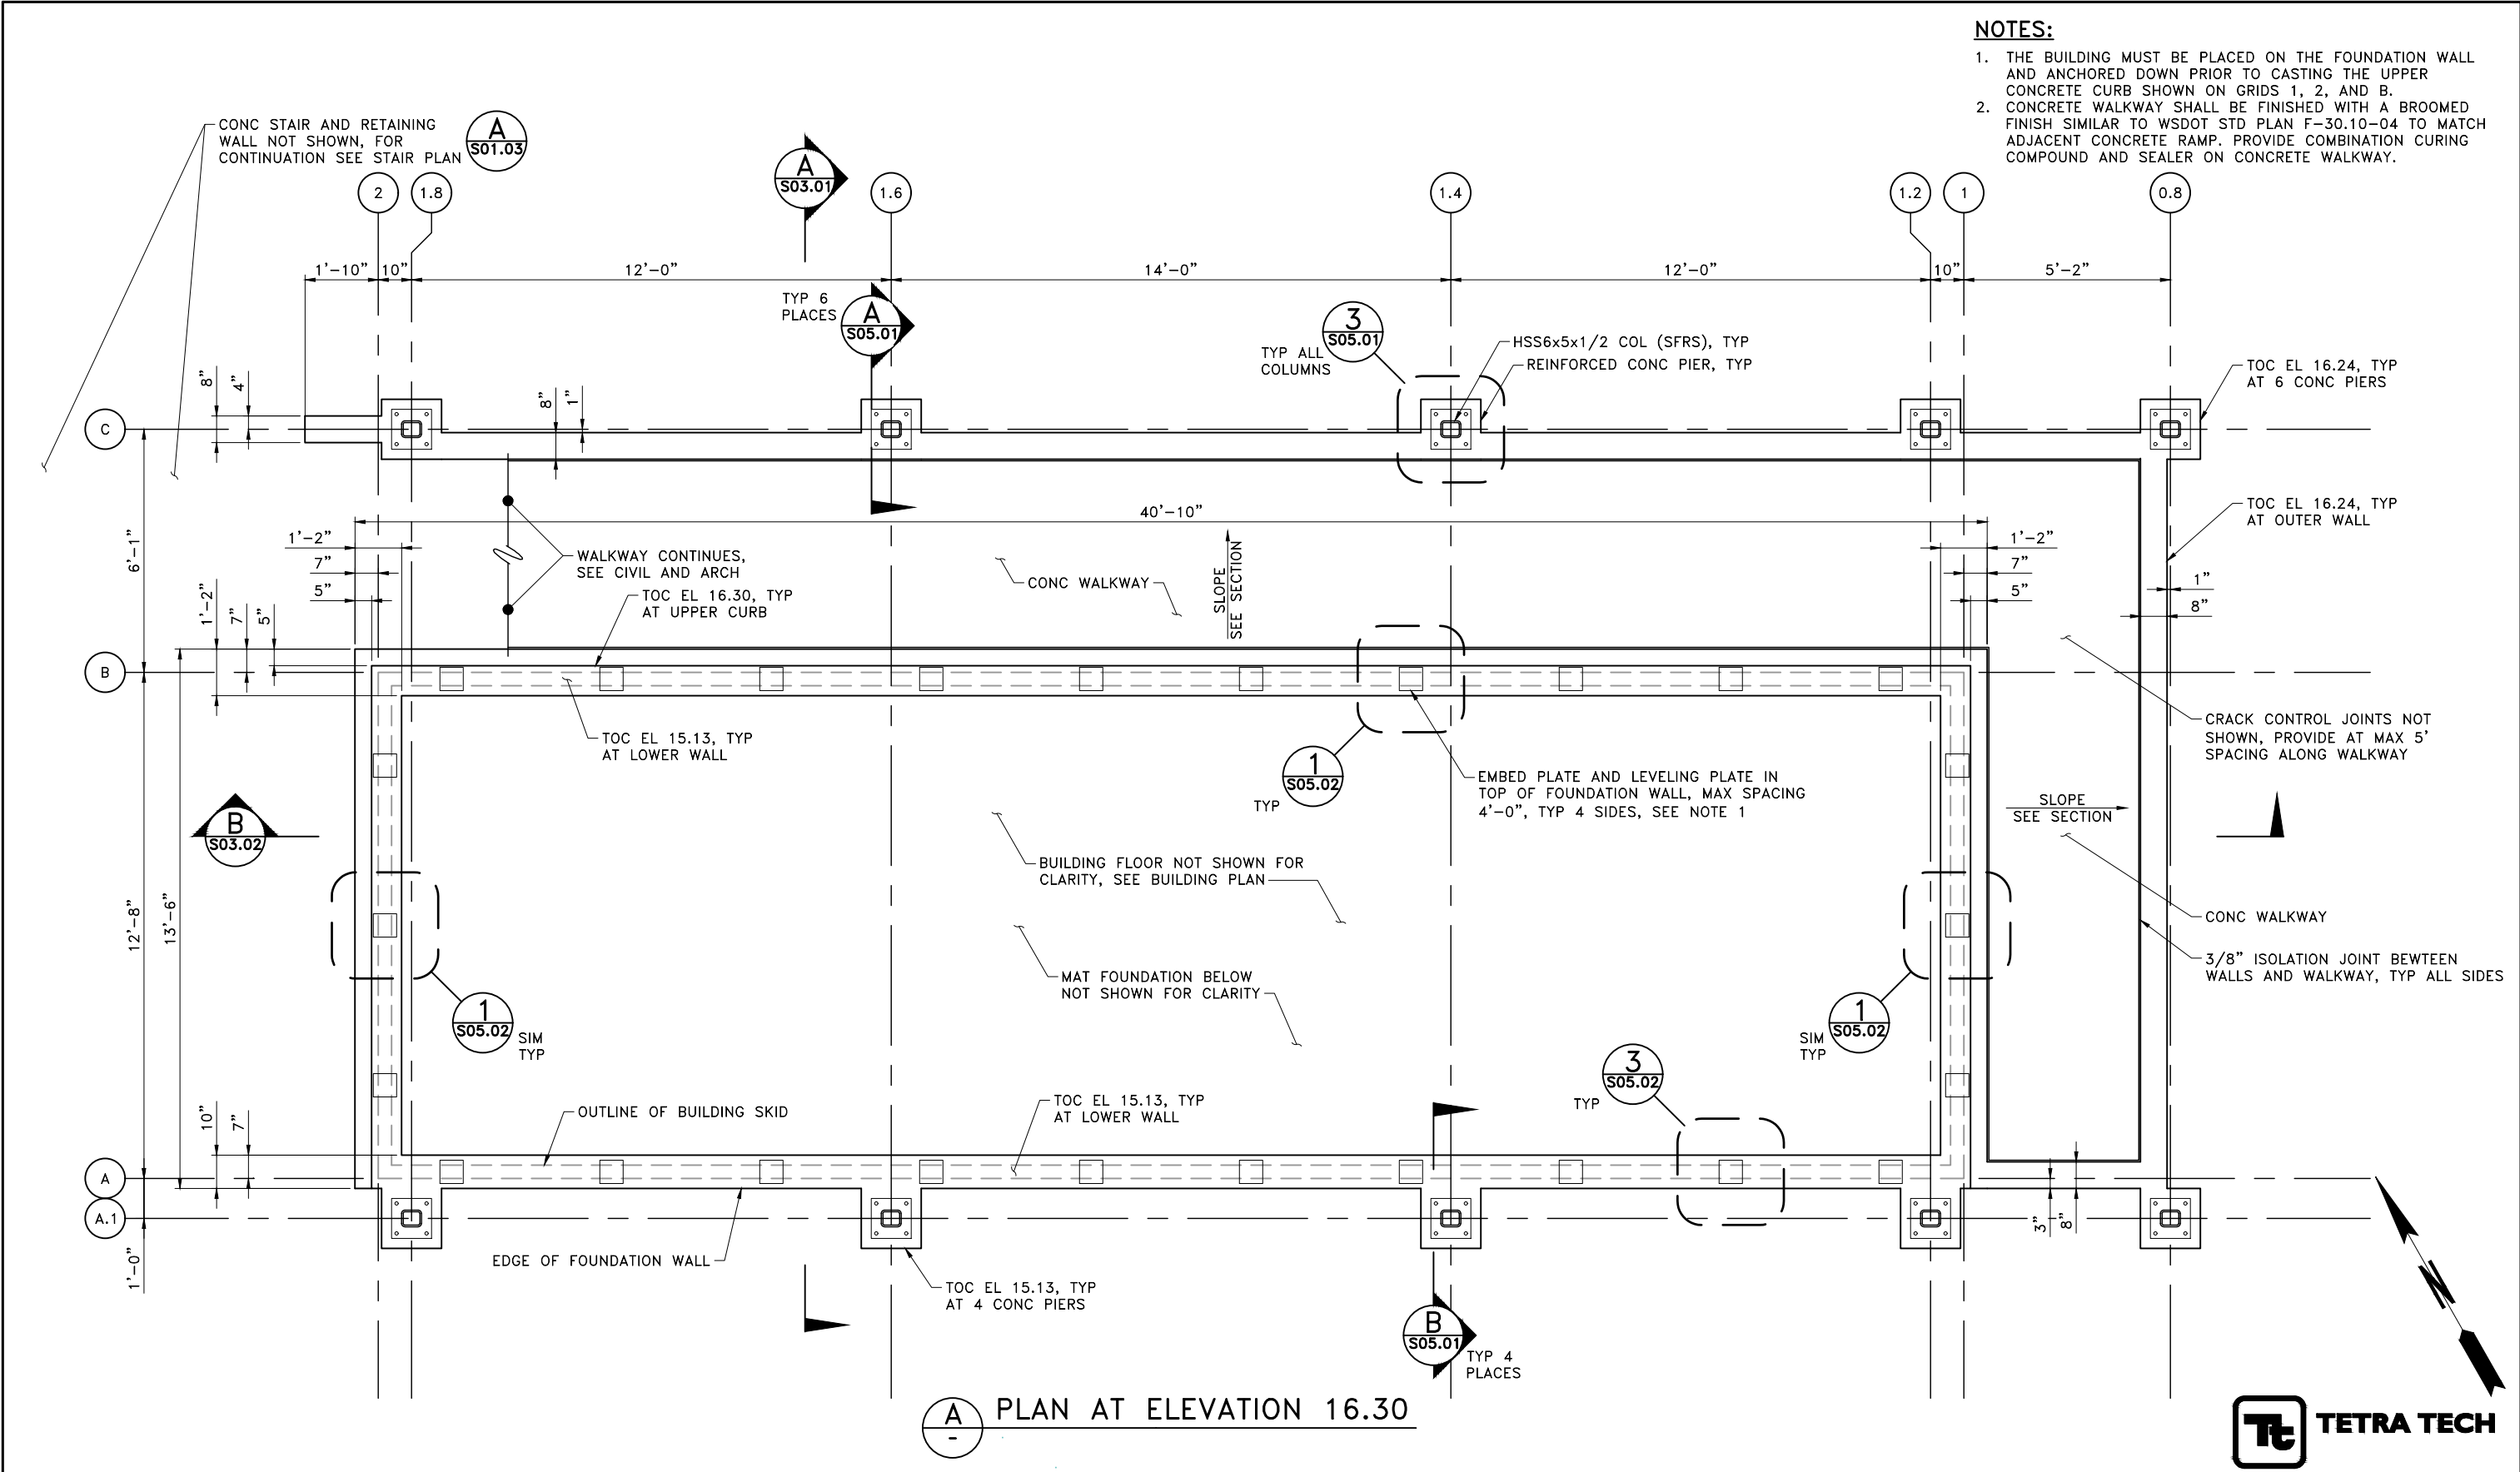 NOTES:
1. THE BUILDING MUST BE PLACED ON THE FOUNDATION WALL
AND ANCHORED DOWN PRIOR TO CASTING THE UPPER
CONCRETE CURB SHOWN ON GRIDS 1, 2, AND B.
2. CONCRETE WALKWAY SHALL BE FINISHED WITH A BROOMED
FINISH SIMILAR TO WSDOT STD PLAN F-30.10-04 TO MATCH
ADJACENT CONCRETE RAMP. PROVIDE COMBINATION CURING
COMPOUND AND SEALER ON CONCRETE WALKWAY.
CONC STAIR AND RETAINING
WALL NOT SHOWN, FOR
CONTINUATION SEE STAIR PLAN
A
S01.03
A
S03.01
2
1.8
1.6
1.4
1.2
1
0.8
1'-10"
10"
12'-0"
14'-0"
12'-0"
10"
5'-2"
TYP 6
PLACES
A
S05.01
3
S05.01
TYP ALL
COLUMNS
HSS6x5x1/2 COL (SFRS), TYP
REINFORCED CONC PIER, TYP
TOC EL 16.24, TYP
AT 6 CONC PIERS
8"
4"
8"
1"
C
TOC EL 16.24, TYP
AT OUTER WALL
40'-10"
6'-1"
1'-2"
7"
5"
1'-2"
7"
5"
WALKWAY CONTINUES,
SEE CIVIL AND ARCH
TOC EL 16.30, TYP
AT UPPER CURB
CONC WALKWAY
SLOPE
SEE SECTION
1'-2"
7"
5"
1"
8"
B
TOC EL 15.13, TYP
AT LOWER WALL
1
S05.02
TYP
EMBED PLATE AND LEVELING PLATE IN
TOP OF FOUNDATION WALL, MAX SPACING
4'-0", TYP 4 SIDES, SEE NOTE 1
CRACK CONTROL JOINTS NOT
SHOWN, PROVIDE AT MAX 5'
SPACING ALONG WALKWAY
SLOPE
SEE SECTION
B
S03.02
BUILDING FLOOR NOT SHOWN FOR
CLARITY, SEE BUILDING PLAN
12'-8"
13'-6"
CONC WALKWAY
3/8" ISOLATION JOINT BEWTEEN
WALLS AND WALKWAY, TYP ALL SIDES
MAT FOUNDATION BELOW
NOT SHOWN FOR CLARITY
1
S05.02
SIM
TYP
1
S05.02
SIM
TYP
3
S05.02
TYP
10"
7"
OUTLINE OF BUILDING SKID
TOC EL 15.13, TYP
AT LOWER WALL
A
A.1
1'-0"
3"
8"
EDGE OF FOUNDATION WALL
TOC EL 15.13, TYP
AT 4 CONC PIERS
B
S05.01
TYP 4
PLACES
N
A
-
PLAN AT ELEVATION 16.30
Tt
TETRA TECH